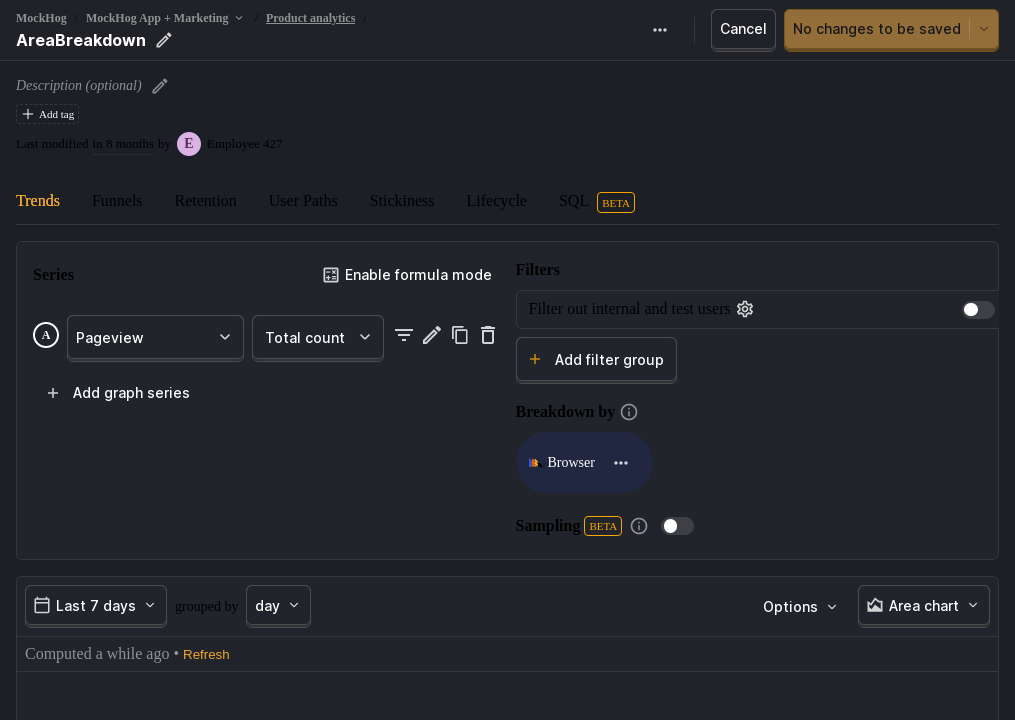 MockHog / MockHog App + Marketing / Product analytics /
AreaBreakdown
Cancel
No changes to be saved
Description (optional)
Add tag
Last modified in 8 months by E Employee 427
Trends Funnels Retention User Paths Stickiness Lifecycle SQL BETA
Series
Enable formula mode
A Pageview Total count
Add graph series
Filters
Filter out internal and test users
Add filter group
Breakdown by
Browser
Sampling BETA
Last 7 days grouped by day
Options Area chart
Computed a while ago • Refresh